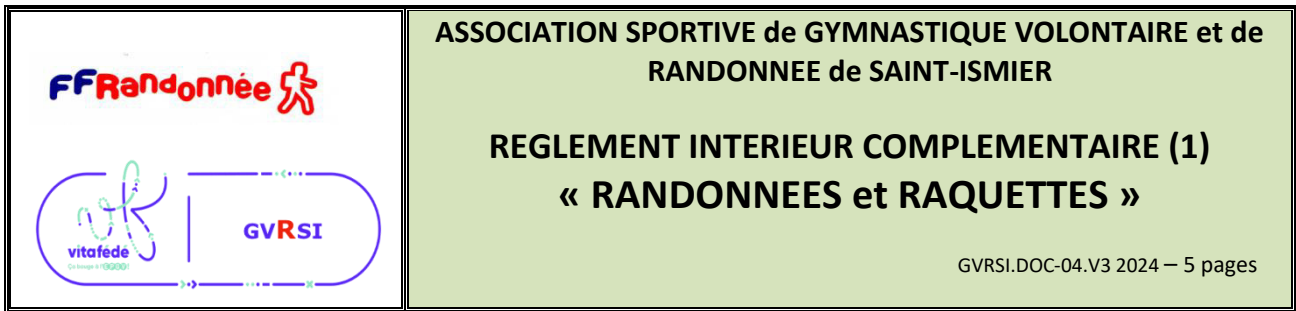 FFRandonnée
vitafédé
GVRSI
ASSOCIATION SPORTIVE de GYMNASTIQUE VOLONTAIRE et de
RANDONNEE de SAINT-ISMIER
REGLEMENT INTERIEUR COMPLEMENTAIRE (1)
« RANDONNEES et RAQUETTES »
GVRSI.DOC-04.V3 2024 – 5 pages